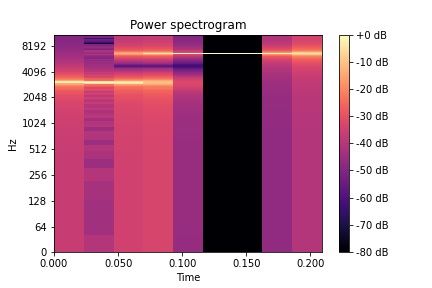 Power spectrogram
8192
4096
2048
1024
512
256
128
64
0
Hz
0.000 0.050 0.100 0.150 0.200
Time
+0 dB
-10 dB
-20 dB
-30 dB
-40 dB
-50 dB
-60 dB
-70 dB
-80 dB